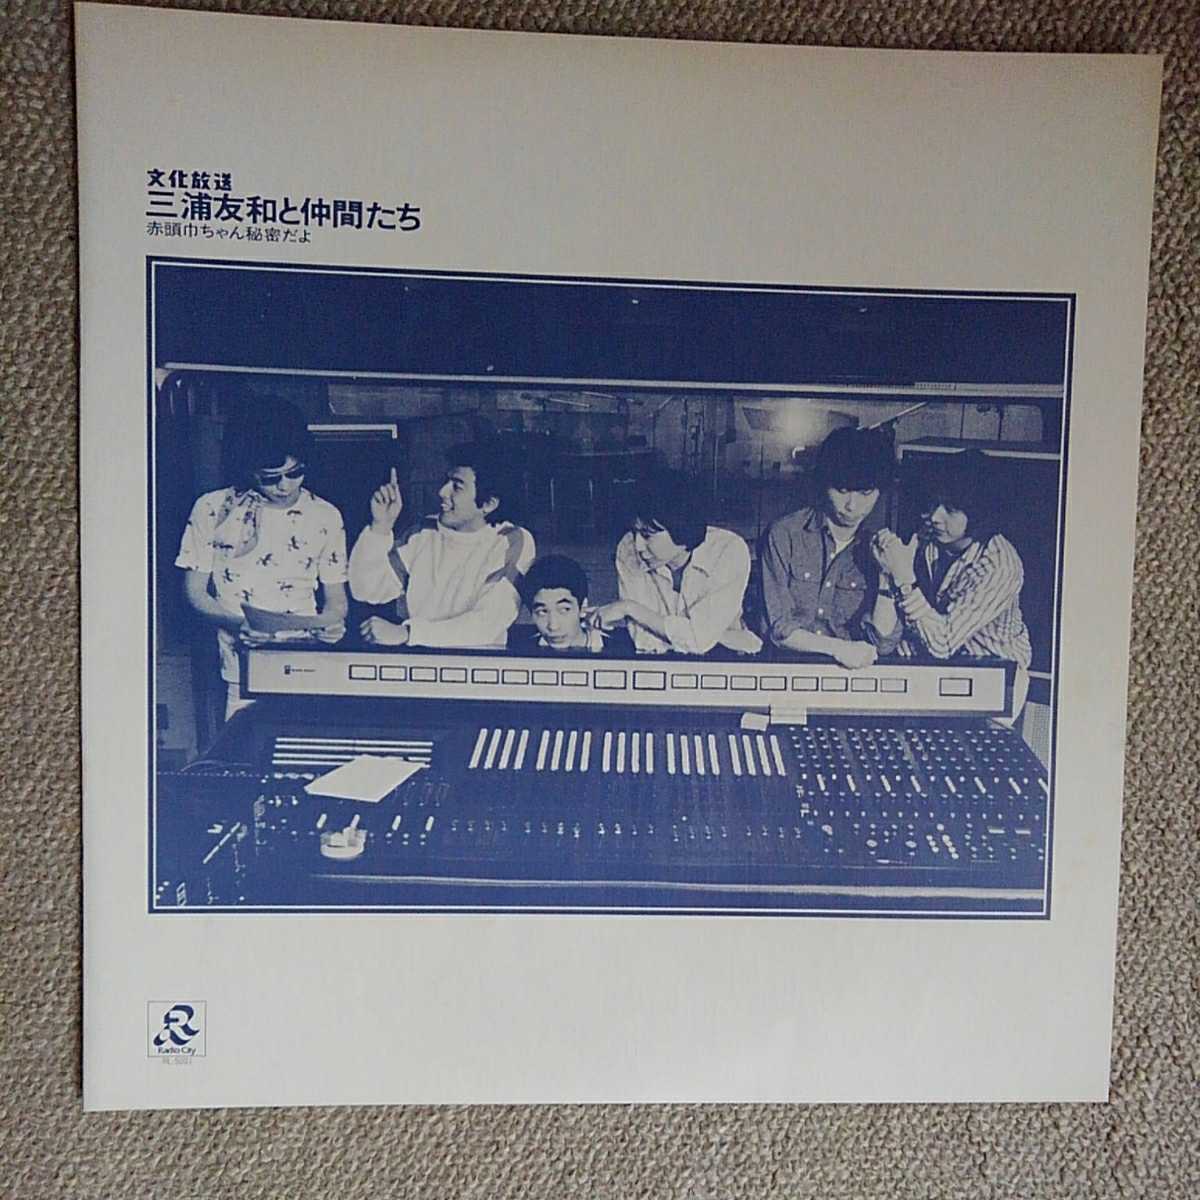 文化放送
三浦友和と仲間たち
赤頭巾ちゃん秘密だよ
R
Radio City